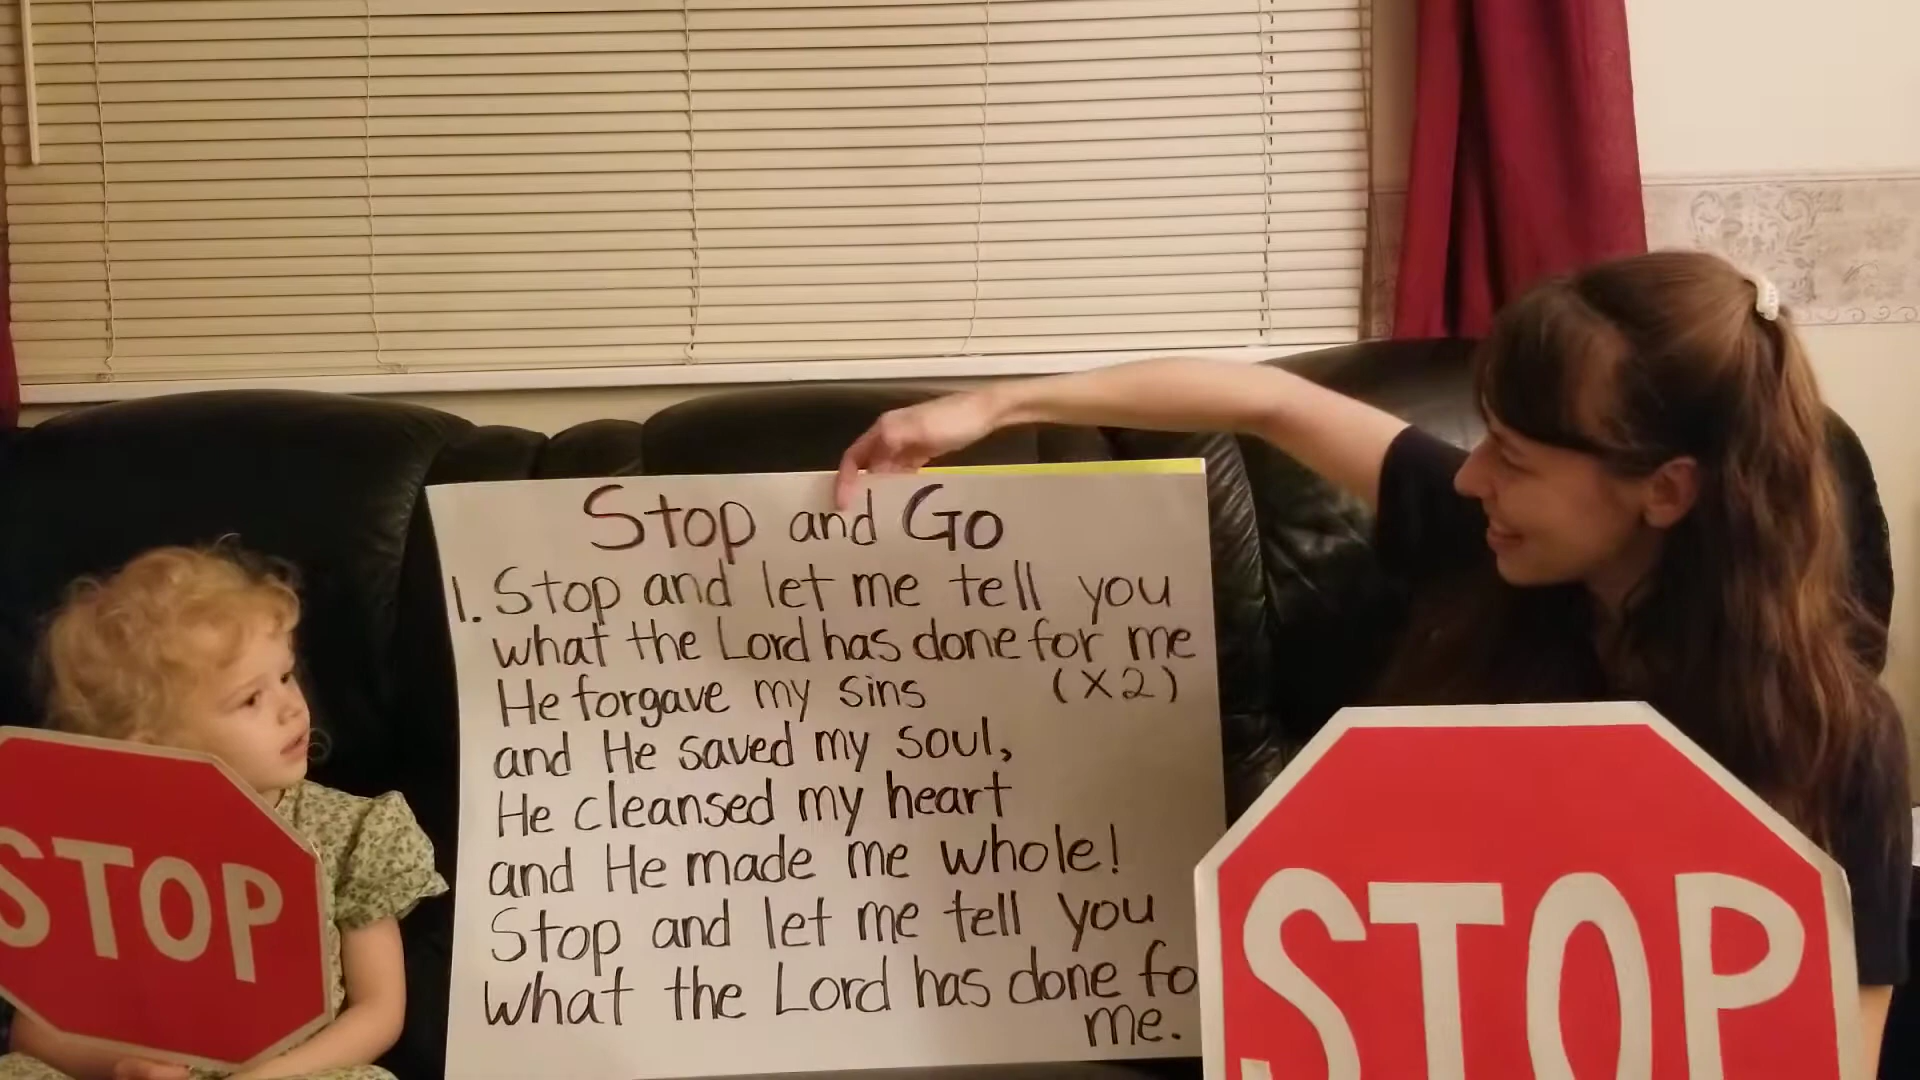 Stop and Go
1. Stop and let me tell you
what the Lord has done for me
He forgave my sins (X2)
and He saved my soul,
He cleansed my heart
and He made me whole!
Stop and let me tell you
what the Lord has done fo
me.
STOP
STOP